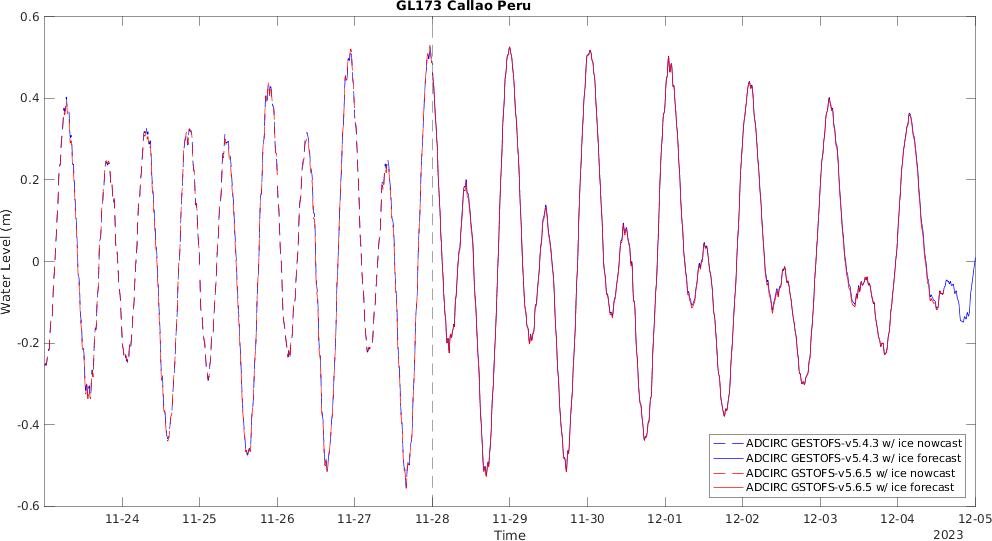 GL173 Callao Peru
0.6
0.4
0.2
0
-0.2
-0.4
-0.6
Water Level (m)
ADCIRC GESTOFS-v5.4.3 w/ ice nowcast
ADCIRC GESTOFS-v5.4.3 w/ ice forecast
ADCIRC GSTOFS-v5.6.5 w/ ice nowcast
ADCIRC GSTOFS-v5.6.5 w/ ice forecast
11-24 11-25 11-26 11-27 11-28 11-29 11-30 12-01 12-02 12-03 12-04 12-05
Time
2023